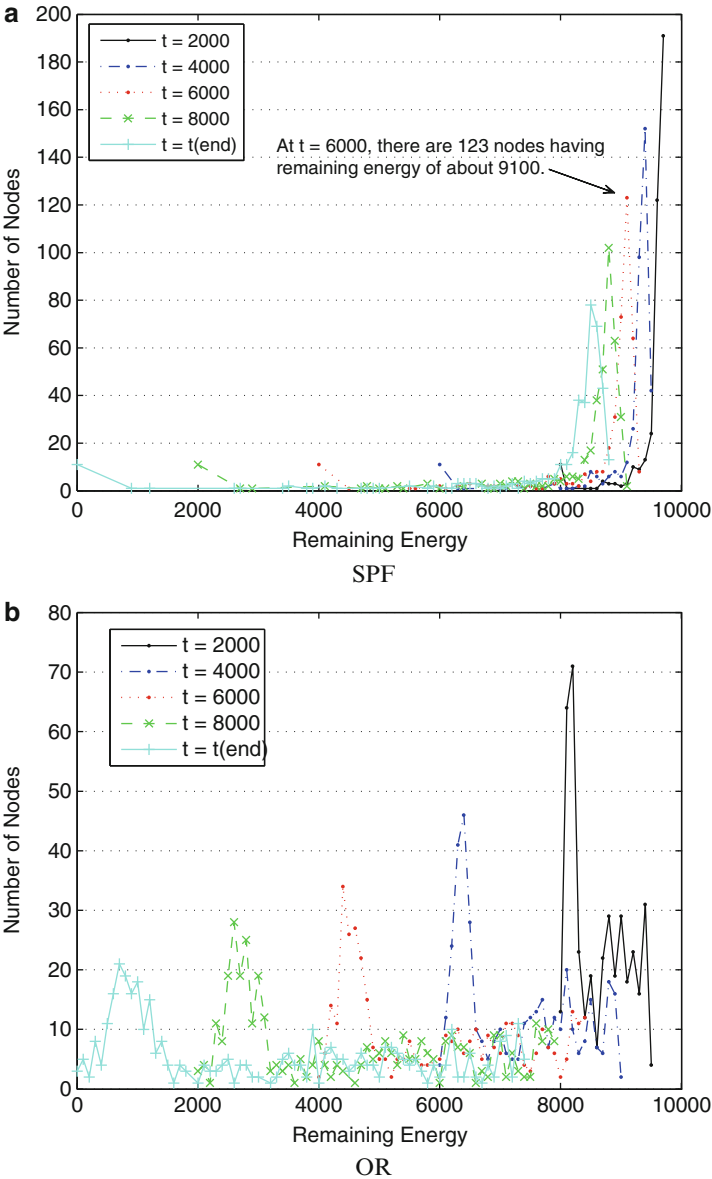 a
200
180
160
140
120
100
80
60
40
20
0
Number of Nodes
t = 2000
t = 4000
t = 6000
t = 8000
t = t(end)
At t = 6000, there are 123 nodes having
remaining energy of about 9100.
0 2000 4000 6000 8000 10000
Remaining Energy
SPF
b
80
70
60
50
40
30
20
10
0
Number of Nodes
t = 2000
t = 4000
t = 6000
t = 8000
t = t(end)
0 2000 4000 6000 8000 10000
Remaining Energy
OR